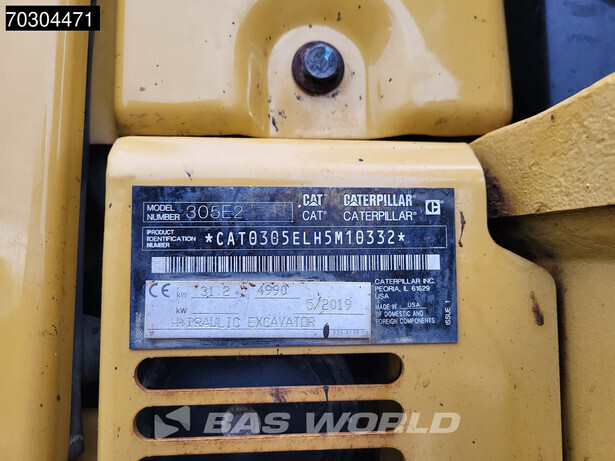 70304471
MODEL NUMBER 305E2
CAT CATERPILLAR
CAT® CATERPILLAR®
PRODUCT IDENTIFICATION NUMBER *CAT0305ELH5M10332*
CE kW 31.2 4990
kW 5/2019
HYDRAULIC EXCAVATOR
CATERPILLAR INC.
PEORIA, IL 61629
USA
MADE IN USA
OF DOMESTIC AND
FOREIGN COMPONENTS
ISSUE 1
BAS WORLD